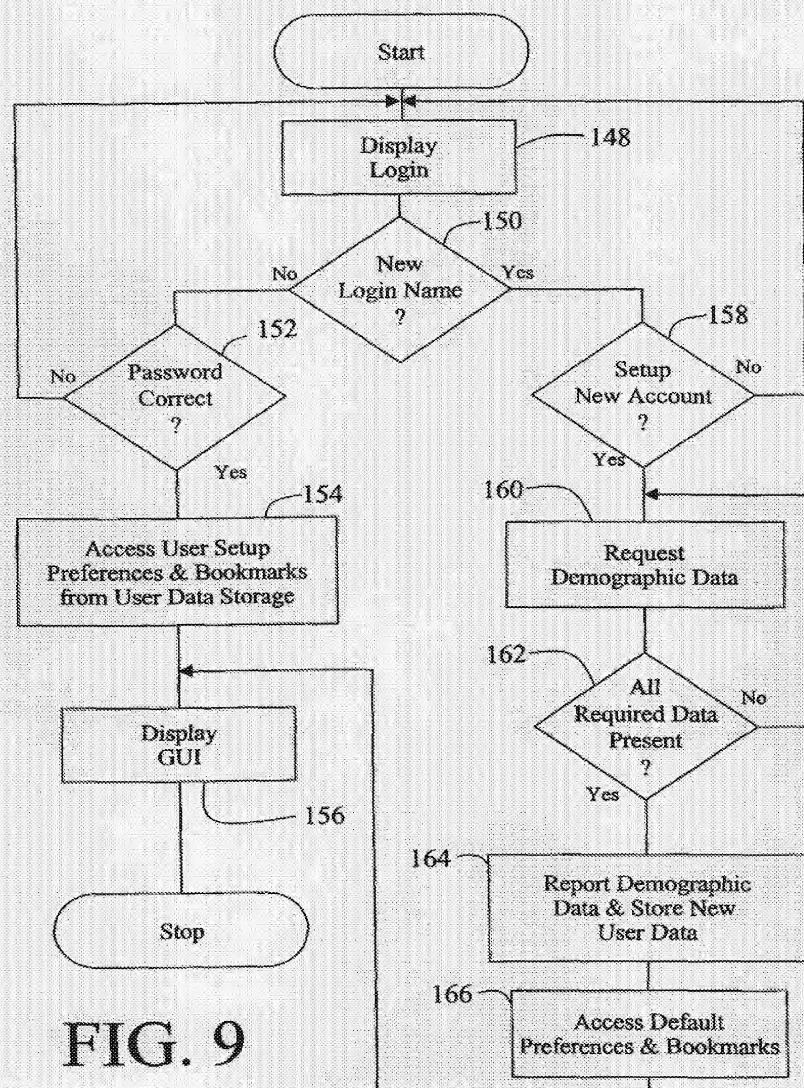 Start
Display
Login
148
150
New
Login Name
?
No
Yes
152
Password
Correct
?
No
Yes
158
Setup
New Account
?
No
Yes
154
Access User Setup
Preferences & Bookmarks
from User Data Storage
160
Request
Demographic Data
162
All
Required Data
Present
?
No
Yes
Display
GUI
156
164
Report Demographic
Data & Store New
User Data
Stop
166
Access Default
Preferences & Bookmarks
FIG. 9